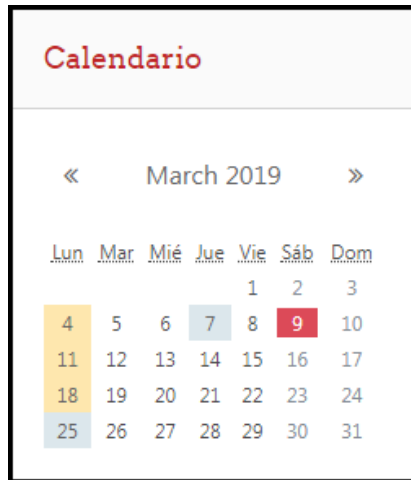 Calendario
« March 2019 »
Lun Mar Mié Jue Vie Sáb Dom
1 2 3
4 5 6 7 8 9 10
11 12 13 14 15 16 17
18 19 20 21 22 23 24
25 26 27 28 29 30 31